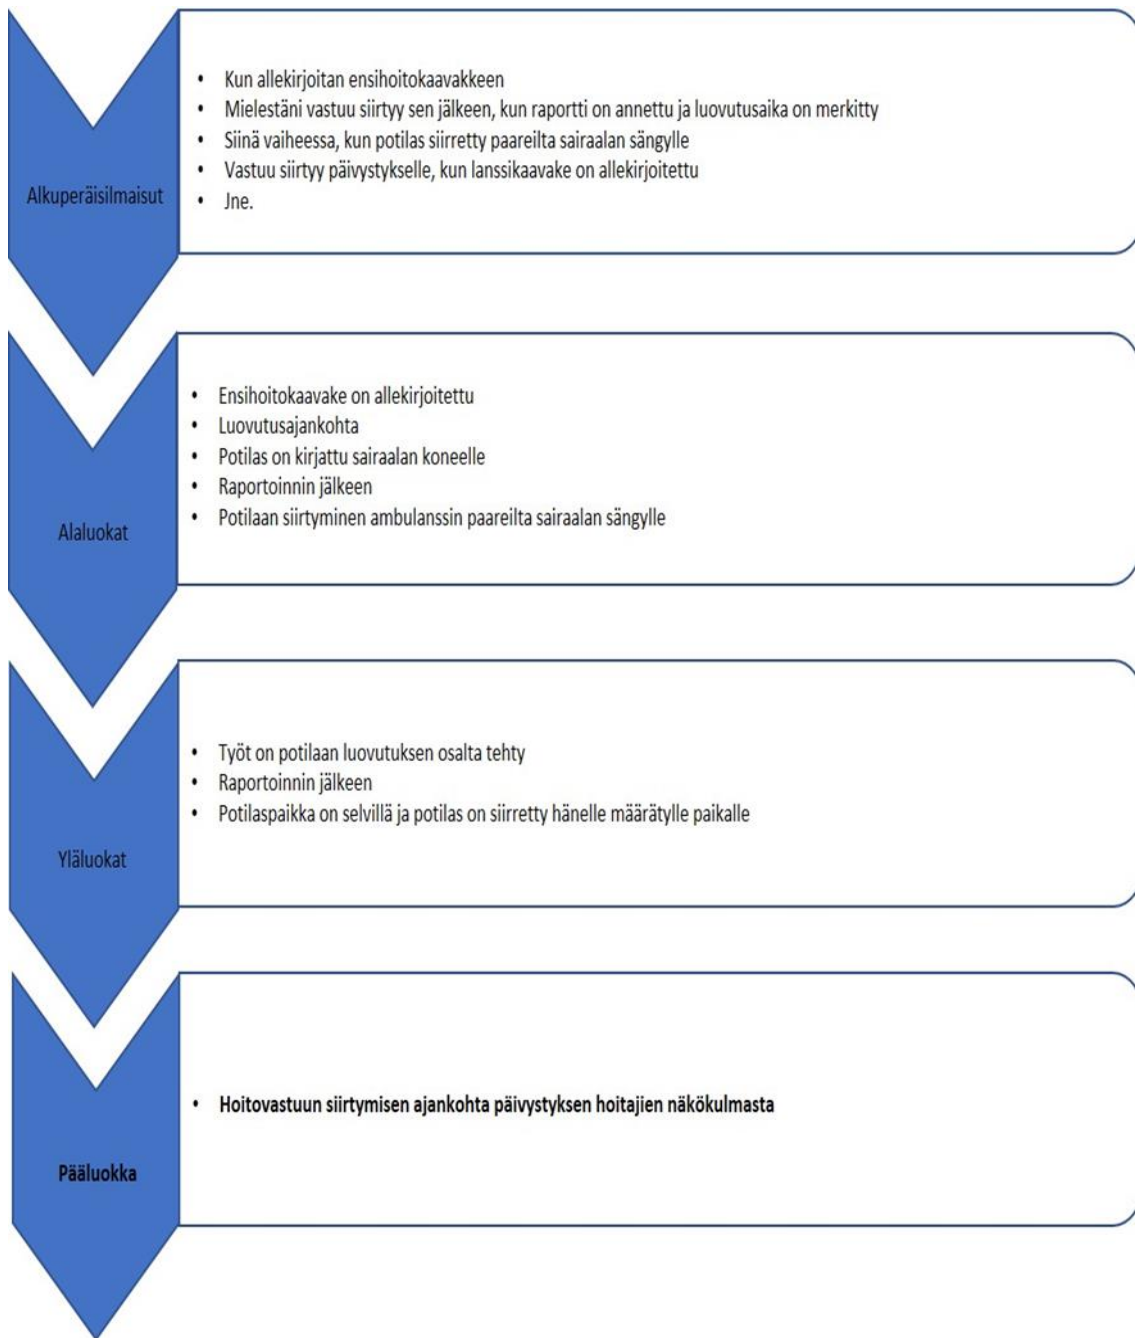 Alkuperäisilmaisut
• Kun allekirjoitan ensihoitokaavakkeen
• Mielestäni vastuu siirtyy sen jälkeen, kun raportti on annettu ja luovutusaika on merkitty
• Siinä vaiheessa, kun potilas siirretty paareilta sairaalan sängylle
• Vastuu siirtyy päivystykselle, kun lanssikaavake on allekirjoitettu
• Jne.
Alaluokat
• Ensihoitokaavake on allekirjoitettu
• Luovutusajankohta
• Potilas on kirjattu sairaalan koneelle
• Raportoinnin jälkeen
• Potilaan siirtyminen ambulanssin paareilta sairaalan sängylle
Yläluokat
• Työt on potilaan luovutuksen osalta tehty
• Raportoinnin jälkeen
• Potilaspaikka on selvillä ja potilas on siirretty hänelle määrätylle paikalle
Pääluokka
• Hoitovastuun siirtymisen ajankohta päivystyksen hoitajien näkökulmasta